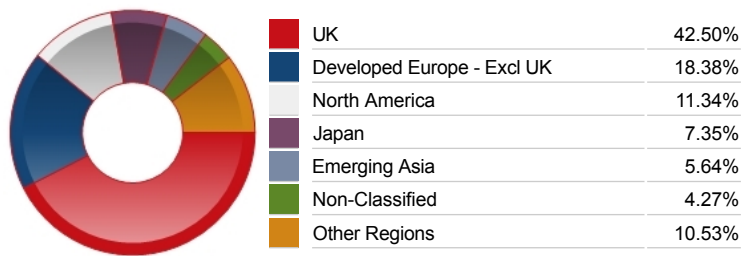 UK 42.50%
Developed Europe - Excl UK 18.38%
North America 11.34%
Japan 7.35%
Emerging Asia 5.64%
Non-Classified 4.27%
Other Regions 10.53%